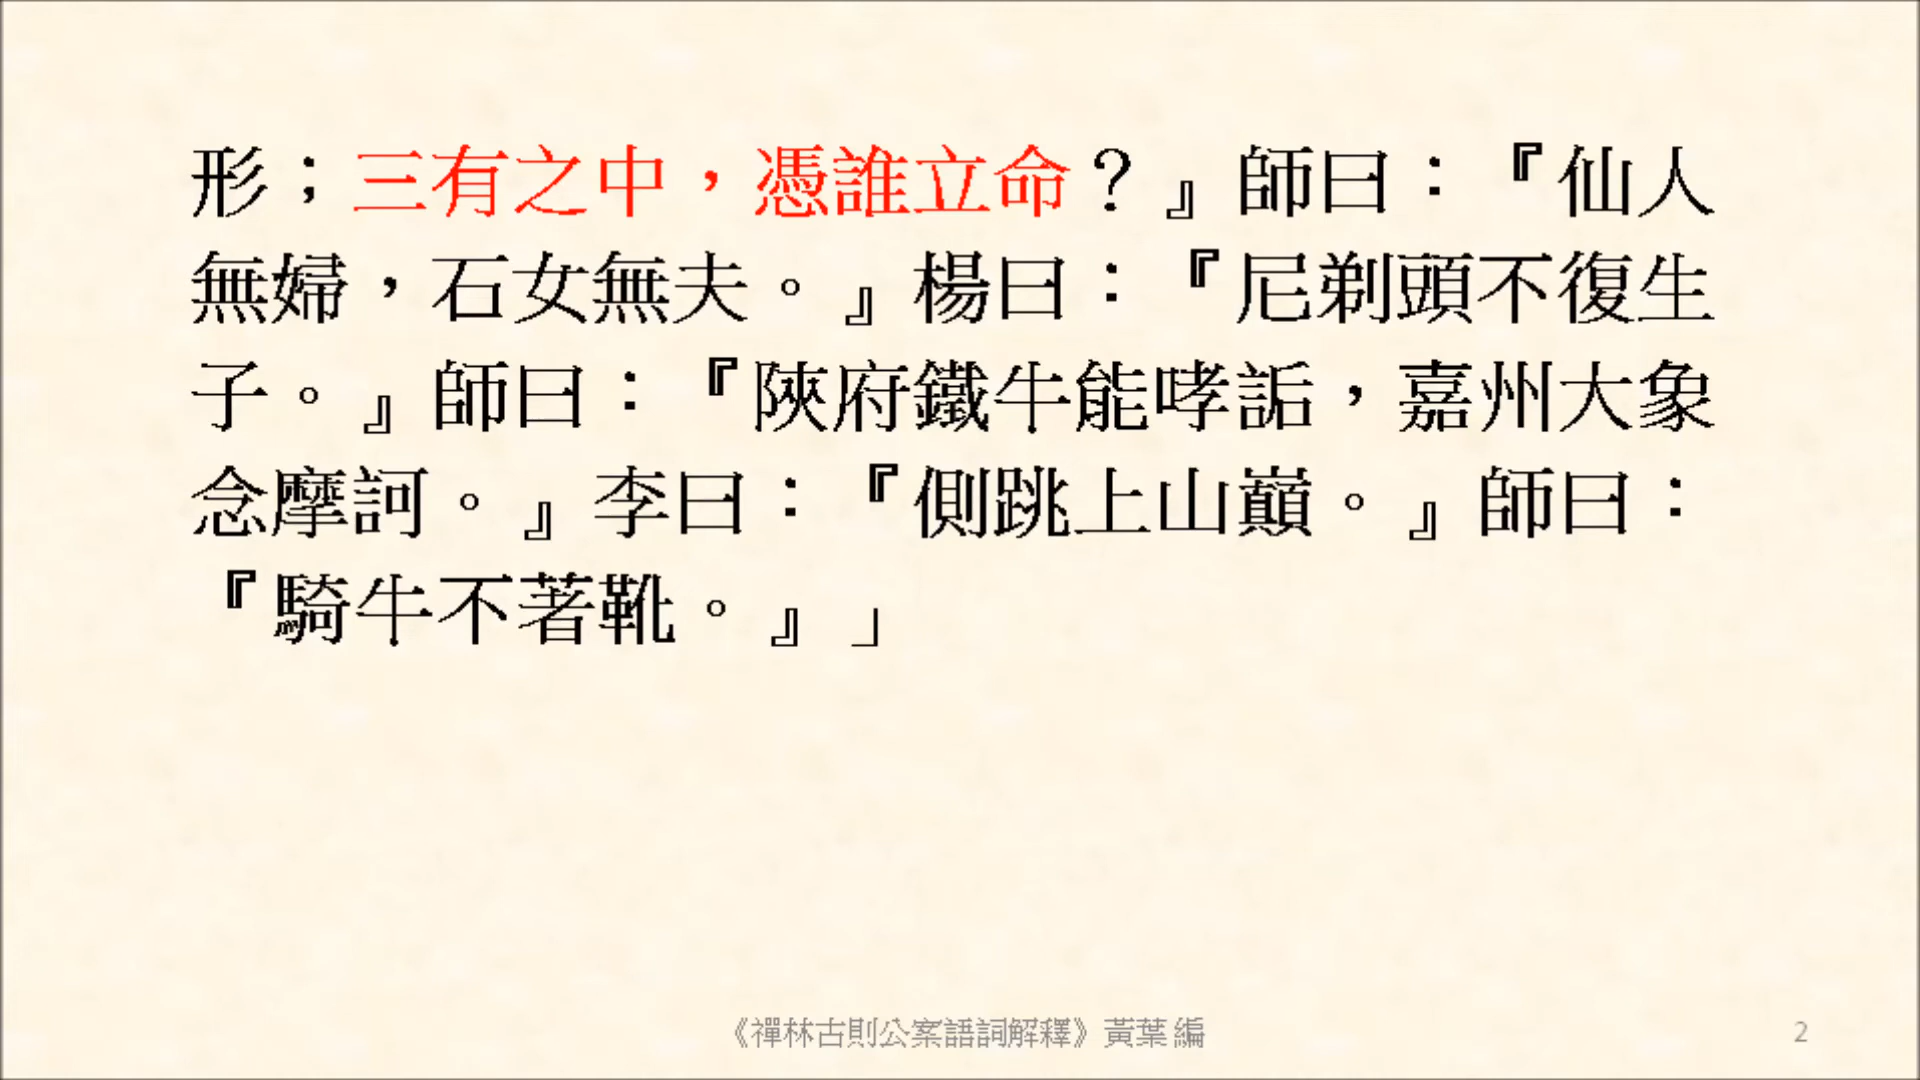 形；三有之中，憑誰立命？』師曰：『仙人
無婦，石女無夫。』楊曰：『尼剃頭不復生
子。』師曰：『陝府鐵牛能哮詬，嘉州大象
念摩訶。』李曰：『側跳上山巔。』師曰：
『騎牛不著靴。』」
《禪林古則公案語詞解釋》黃葉 編
2